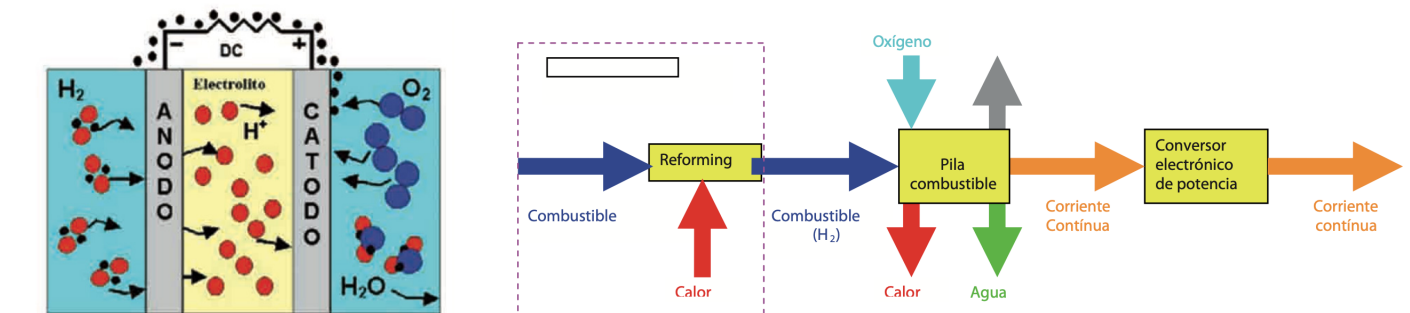 −
DC
+
H₂
Electrolito
O₂
H⁺
ANODO
CATODO
H₂O
Oxígeno
Reforming
Pila
combustible
Conversor
electrónico
de potencia
Combustible
Combustible
(H₂)
Corriente
Contínua
Corriente
contínua
Calor
Calor
Agua